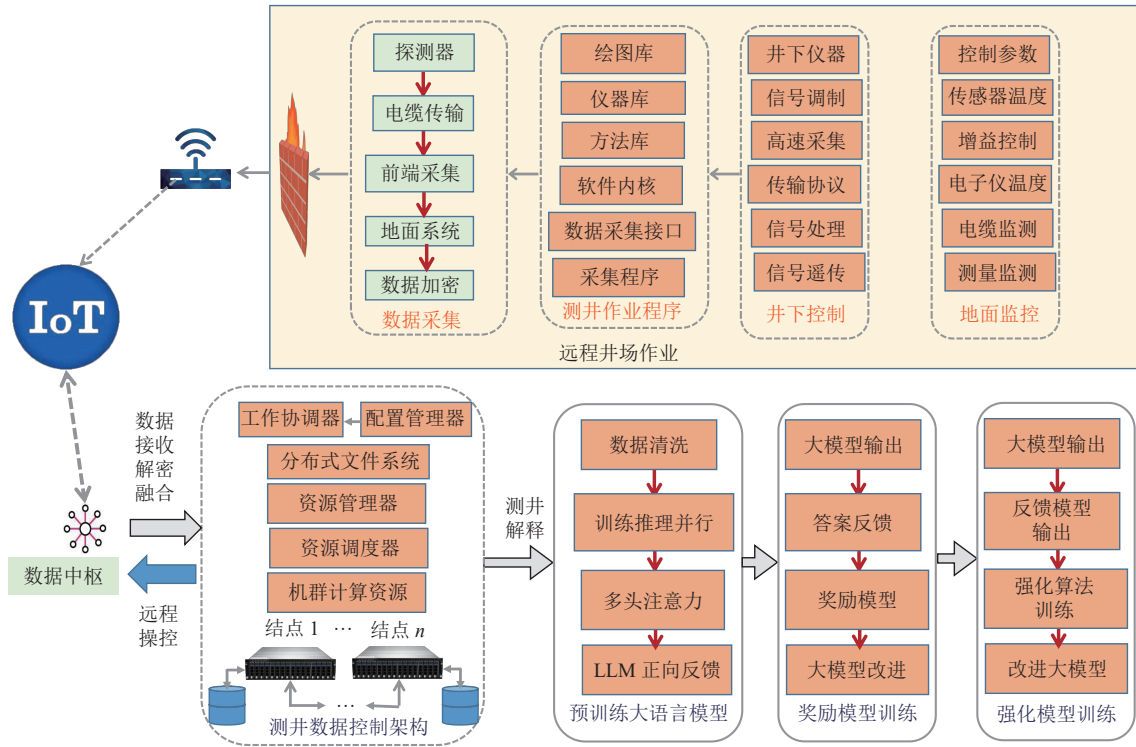 探测器
电缆传输
前端采集
地面系统
数据加密
数据采集
绘图库
仪器库
方法库
软件内核
数据采集接口
采集程序
测井作业程序
井下仪器
信号调制
高速采集
传输协议
信号处理
信号遥传
井下控制
控制参数
传感器温度
增益控制
电子仪温度
电缆监测
测量监测
地面监控
远程井场作业
IoT
数据中枢
数据
接收
解密
融合
远程
操控
工作协调器
配置管理器
分布式文件系统
资源管理器
资源调度器
机群计算资源
结点 1 … 结点 n
…
测井数据控制架构
测井
解释
数据清洗
训练推理并行
多头注意力
LLM 正向反馈
预训练大语言模型
大模型输出
答案反馈
奖励模型
大模型改进
奖励模型训练
大模型输出
反馈模型
输出
强化算法
训练
改进大模型
强化模型训练